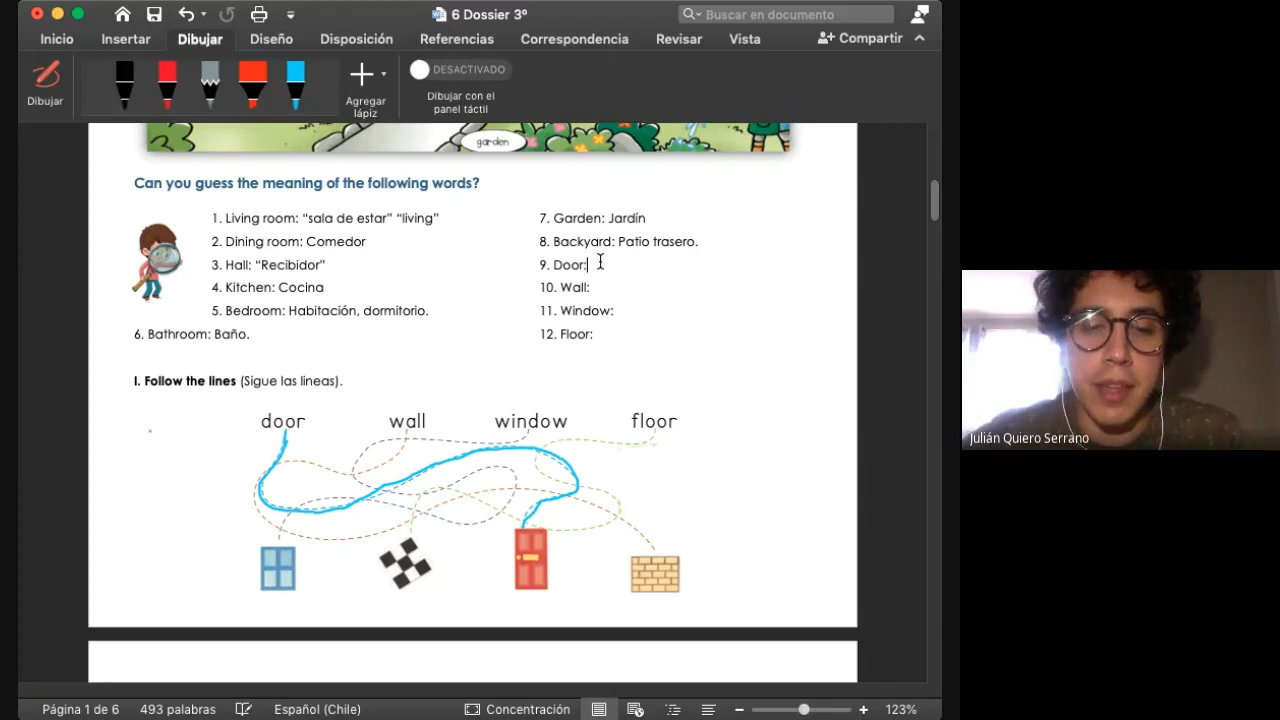 6 Dossier 3º
Buscar en documento
Inicio
Insertar
Dibujar
Diseño
Disposición
Referencias
Correspondencia
Revisar
Vista
Compartir
Dibujar
Agregar
lápiz
DESACTIVADO
Dibujar con el
panel táctil
garden
Can you guess the meaning of the following words?
1. Living room: “sala de estar” “living”
2. Dining room: Comedor
3. Hall: “Recibidor”
4. Kitchen: Cocina
5. Bedroom: Habitación, dormitorio.
6. Bathroom: Baño.
7. Garden: Jardín
8. Backyard: Patio trasero.
9. Door:
10. Wall:
11. Window:
12. Floor:
I. Follow the lines (Sigue las líneas).
door wall window floor
Julián Quiero Serrano
Página 1 de 6
493 palabras
Español (Chile)
Concentración
123%